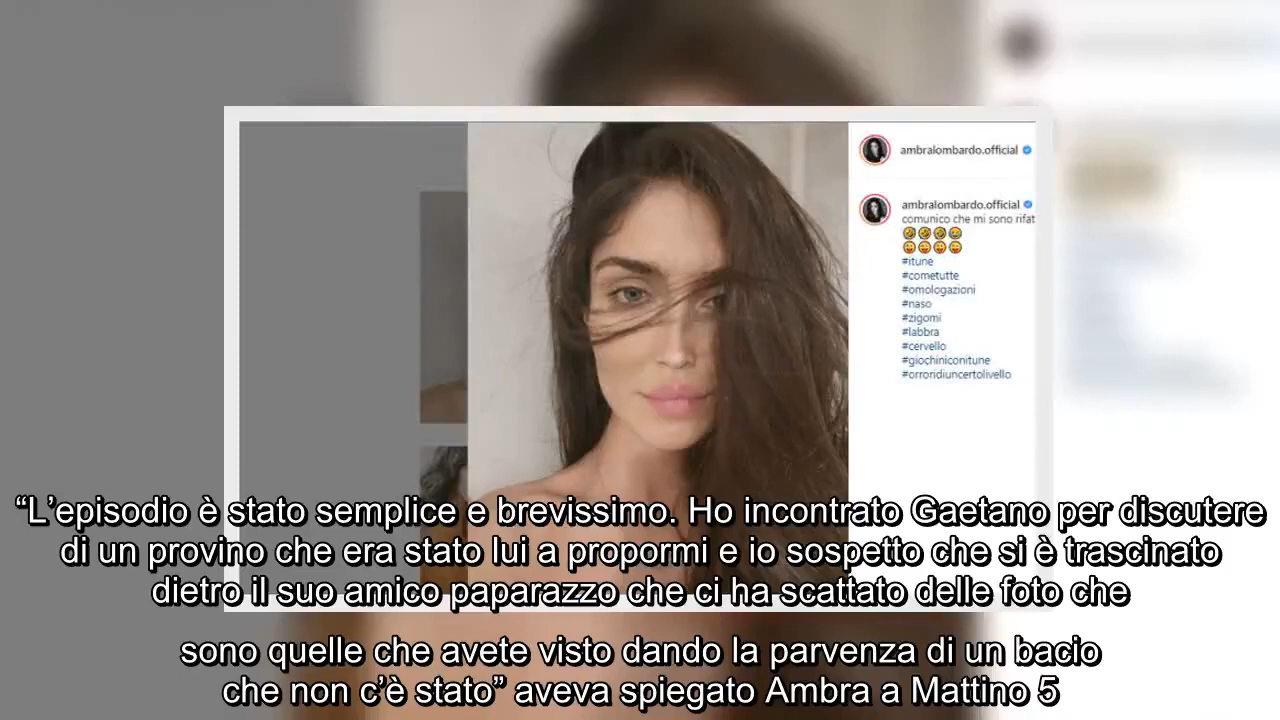 ambralombardo.official
ambralombardo.official
comunico che mi sono rifat
#itune
#cometutte
#omologazioni
#naso
#zigomi
#labbra
#cervello
#giochiniconitune
#orroridiuncertolivello
“L’episodio è stato semplice e brevissimo. Ho incontrato Gaetano per discutere
di un provino che era stato lui a propormi e io sospetto che si è trascinato
dietro il suo amico paparazzo che ci ha scattato delle foto che
sono quelle che avete visto dando la parvenza di un bacio
che non c’è stato” aveva spiegato Ambra a Mattino 5